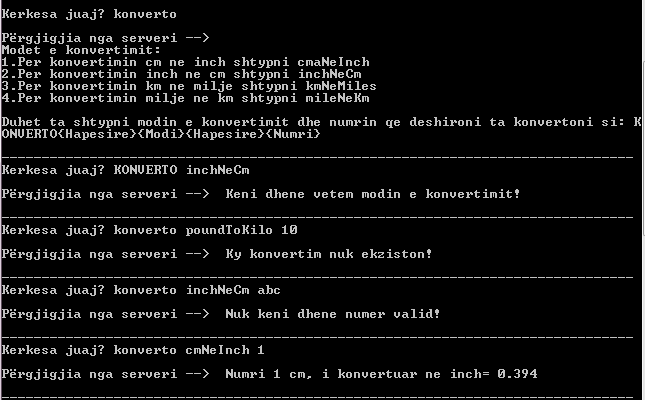 Kerkesa juaj? konverto
Përgjigjia nga serveri -->
Modet e konvertimit:
1.Per konvertimin cm ne inch shtypni cmaNeInch
2.Per konvertimin inch ne cm shtypni inchNeCm
3.Per konvertimin km ne milje shtypni kmNeMiles
4.Per konvertimin milje ne km shtypni mileNeKm
Duhet ta shtypni modin e konvertimit dhe numrin qe deshironi ta konvertoni si: K
ONVERTO{Hapesire}{Modi}{Hapesire}{Numri}
Kerkesa juaj? KONVERTO inchNeCm
Përgjigjia nga serveri -->  Keni dhene vetem modin e konvertimit!
Kerkesa juaj? konverto poundToKilo 10
Përgjigjia nga serveri -->  Ky konvertim nuk ekziston!
Kerkesa juaj? konverto inchNeCm abc
Përgjigjia nga serveri -->  Nuk keni dhene numer valid!
Kerkesa juaj? konverto cmNeInch 1
Përgjigjia nga serveri -->  Numri 1 cm, i konvertuar ne inch= 0.394